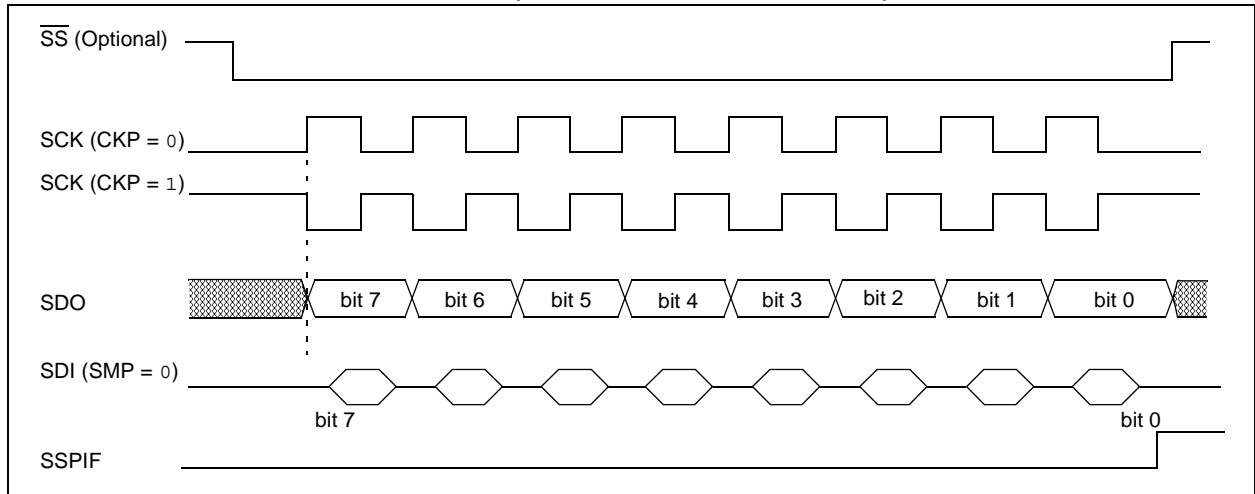 SS (Optional)
SCK (CKP = 0)
SCK (CKP = 1)
SDO
bit 7 bit 6 bit 5 bit 4 bit 3 bit 2 bit 1 bit 0
SDI (SMP = 0)
bit 7 bit 0
SSPIF